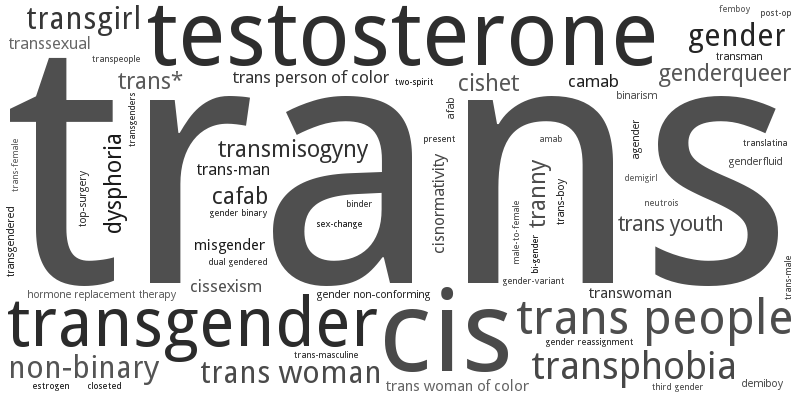 transgirl
testosterone
femboy
post-op
gender
transsexual
transpeople
transman
trans*
trans person of color
two-spirit
cishet
camab
genderqueer
trans
transgenders
afab
binarism
trans-female
dysphoria
transmisogyny
present
amab
agender
translatina
trans-man
cisnormativity
tranny
genderfluid
top-surgery
cafab
binder
trans-boy
demigirl
transgendered
gender binary
sex-change
male-to-female
neutrois
trans youth
misgender
bi-gender
dual gendered
trans-male
cissexism
gender-variant
hormone replacement therapy
gender non-conforming
transwoman
transgender
cis
trans people
gender reassignment
trans-masculine
non-binary
trans woman
transphobia
estrogen
closeted
trans woman of color
third gender
demiboy